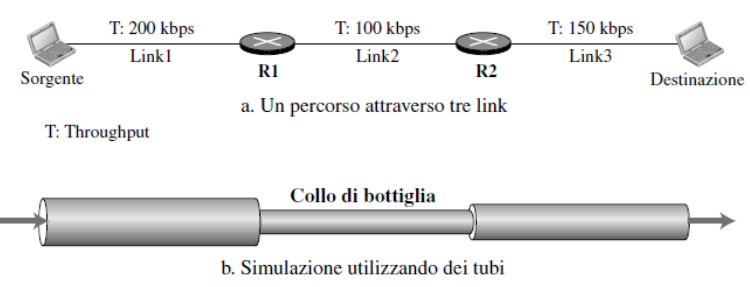 T: 200 kbps
T: 100 kbps
T: 150 kbps
Link1
Link2
Link3
Sorgente
R1
R2
Destinazione
a. Un percorso attraverso tre link
T: Throughput
Collo di bottiglia
b. Simulazione utilizzando dei tubi